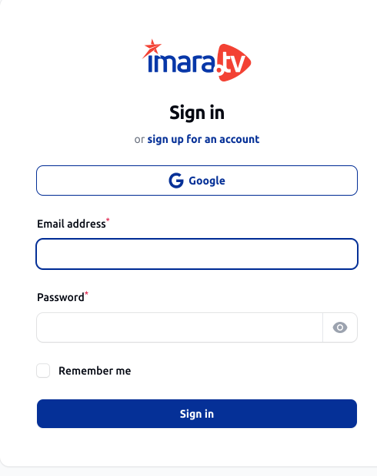 imara.tv
Sign in
or sign up for an account
Google
Email address*
Password*
Remember me
Sign in